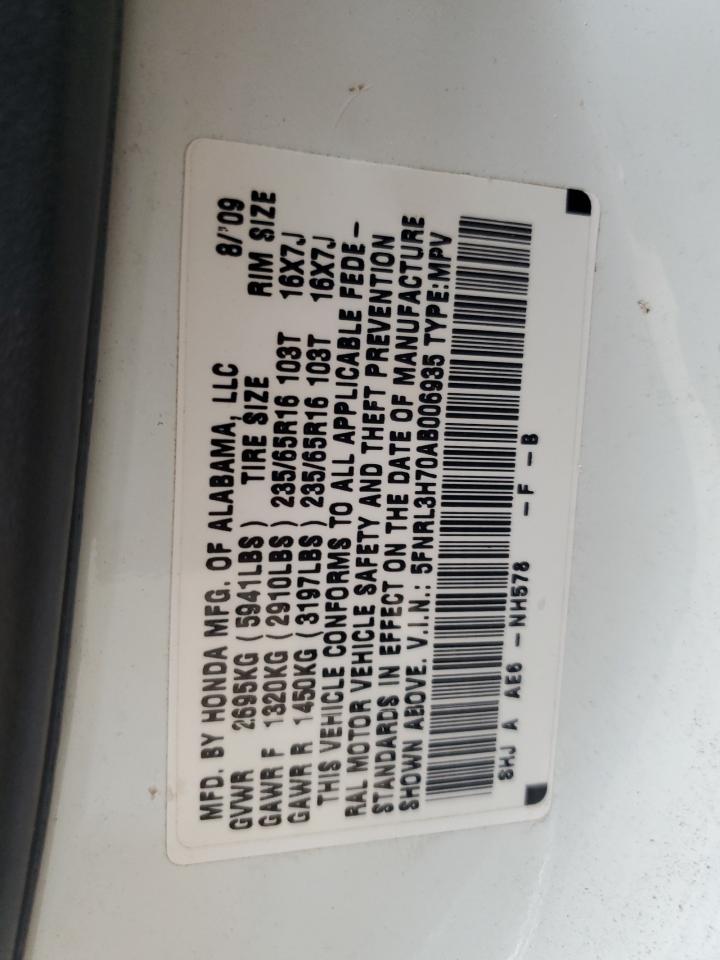 MFD. BY HONDA MFG. OF ALABAMA, LLC 8/'09
GVWR 2695KG (5941LBS) TIRE SIZE RIM SIZE
GAWR F 1320KG (2910LBS) 235/65R16 103T 16X7J
GAWR R 1450KG (3197LBS) 235/65R16 103T 16X7J
THIS VEHICLE CONFORMS TO ALL APPLICABLE FEDE-
RAL MOTOR VEHICLE SAFETY AND THEFT PREVENTION
STANDARDS IN EFFECT ON THE DATE OF MANUFACTURE
SHOWN ABOVE. V.I.N.: 5FNRL3H70AB006935 TYPE:MPV
SHJ A AE6 -NH578 -F -B